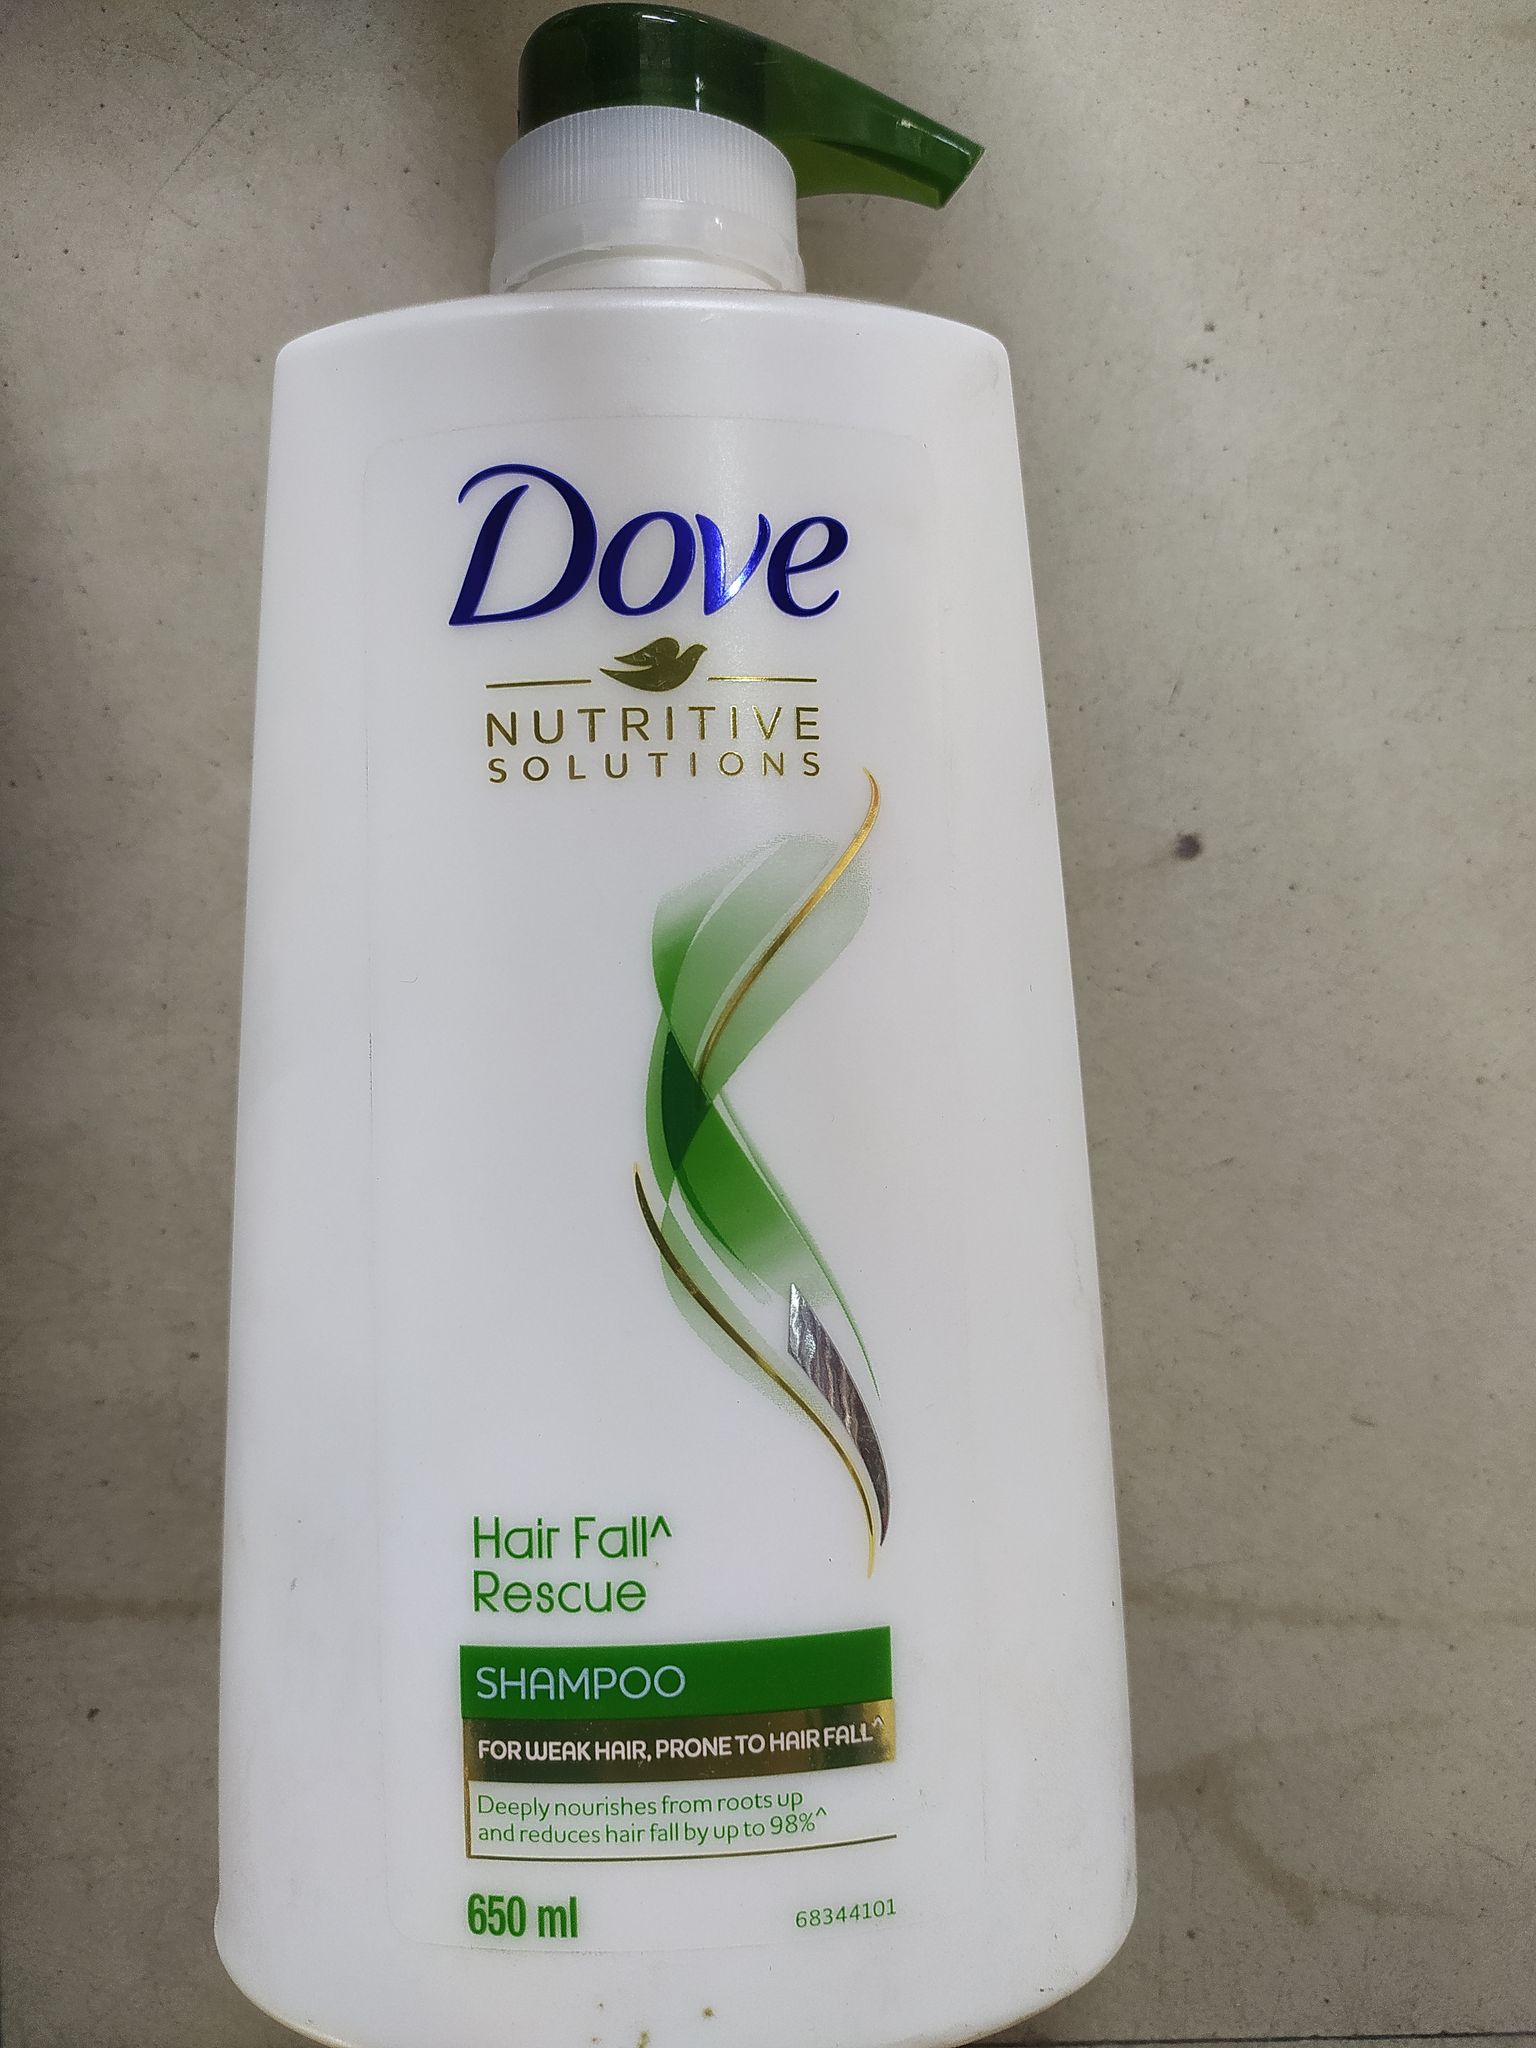 Dove
NUTRITIVE
SOLUTIONS
Hair Fall^
Rescue
SHAMPOO
FOR WEAK HAIR, PRONE TO HAIR FALL^
Deeply nourishes from roots up
and reduces hair fall by up to 98%^
650 ml
68344101